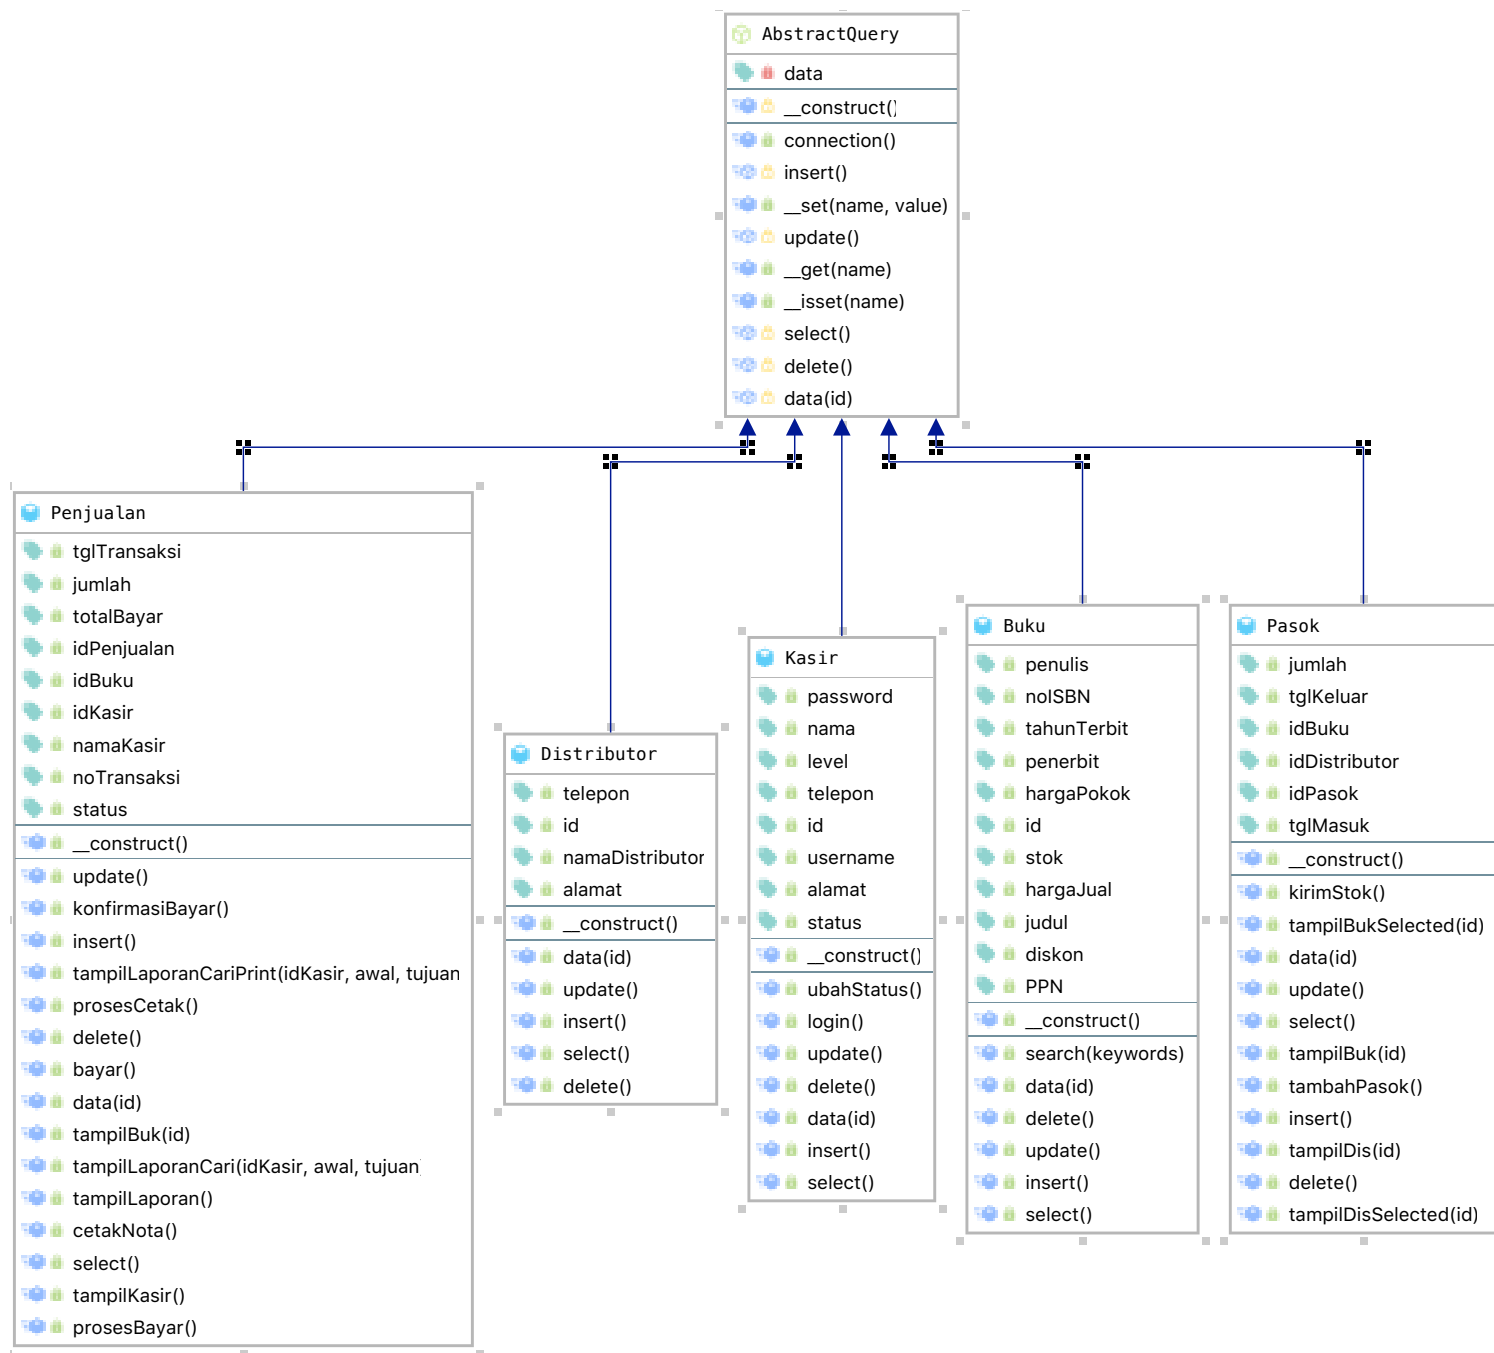 AbstractQuery
data
__construct()
connection()
insert()
__set(name, value)
update()
__get(name)
__isset(name)
select()
delete()
data(id)
Penjualan
tglTransaksi
jumlah
totalBayar
idPenjualan
idBuku
idKasir
namaKasir
noTransaksi
status
__construct()
update()
konfirmasiBayar()
insert()
tampilLaporanCariPrint(idKasir, awal, tujuan
prosesCetak()
delete()
bayar()
data(id)
tampilBuk(id)
tampilLaporanCari(idKasir, awal, tujuan)
tampilLaporan()
cetakNota()
select()
tampilKasir()
prosesBayar()
Distributor
telepon
id
namaDistributor
alamat
__construct()
data(id)
update()
insert()
select()
delete()
Kasir
password
nama
level
telepon
id
username
alamat
status
__construct()
ubahStatus()
login()
update()
delete()
data(id)
insert()
select()
Buku
penulis
noISBN
tahunTerbit
penerbit
hargaPokok
id
stok
hargaJual
judul
diskon
PPN
__construct()
search(keywords)
data(id)
delete()
update()
insert()
select()
Pasok
jumlah
tglKeluar
idBuku
idDistributor
idPasok
tglMasuk
__construct()
kirimStok()
tampilBukSelected(id)
data(id)
update()
select()
tampilBuk(id)
tambahPasok()
insert()
tampilDis(id)
delete()
tampilDisSelected(id)